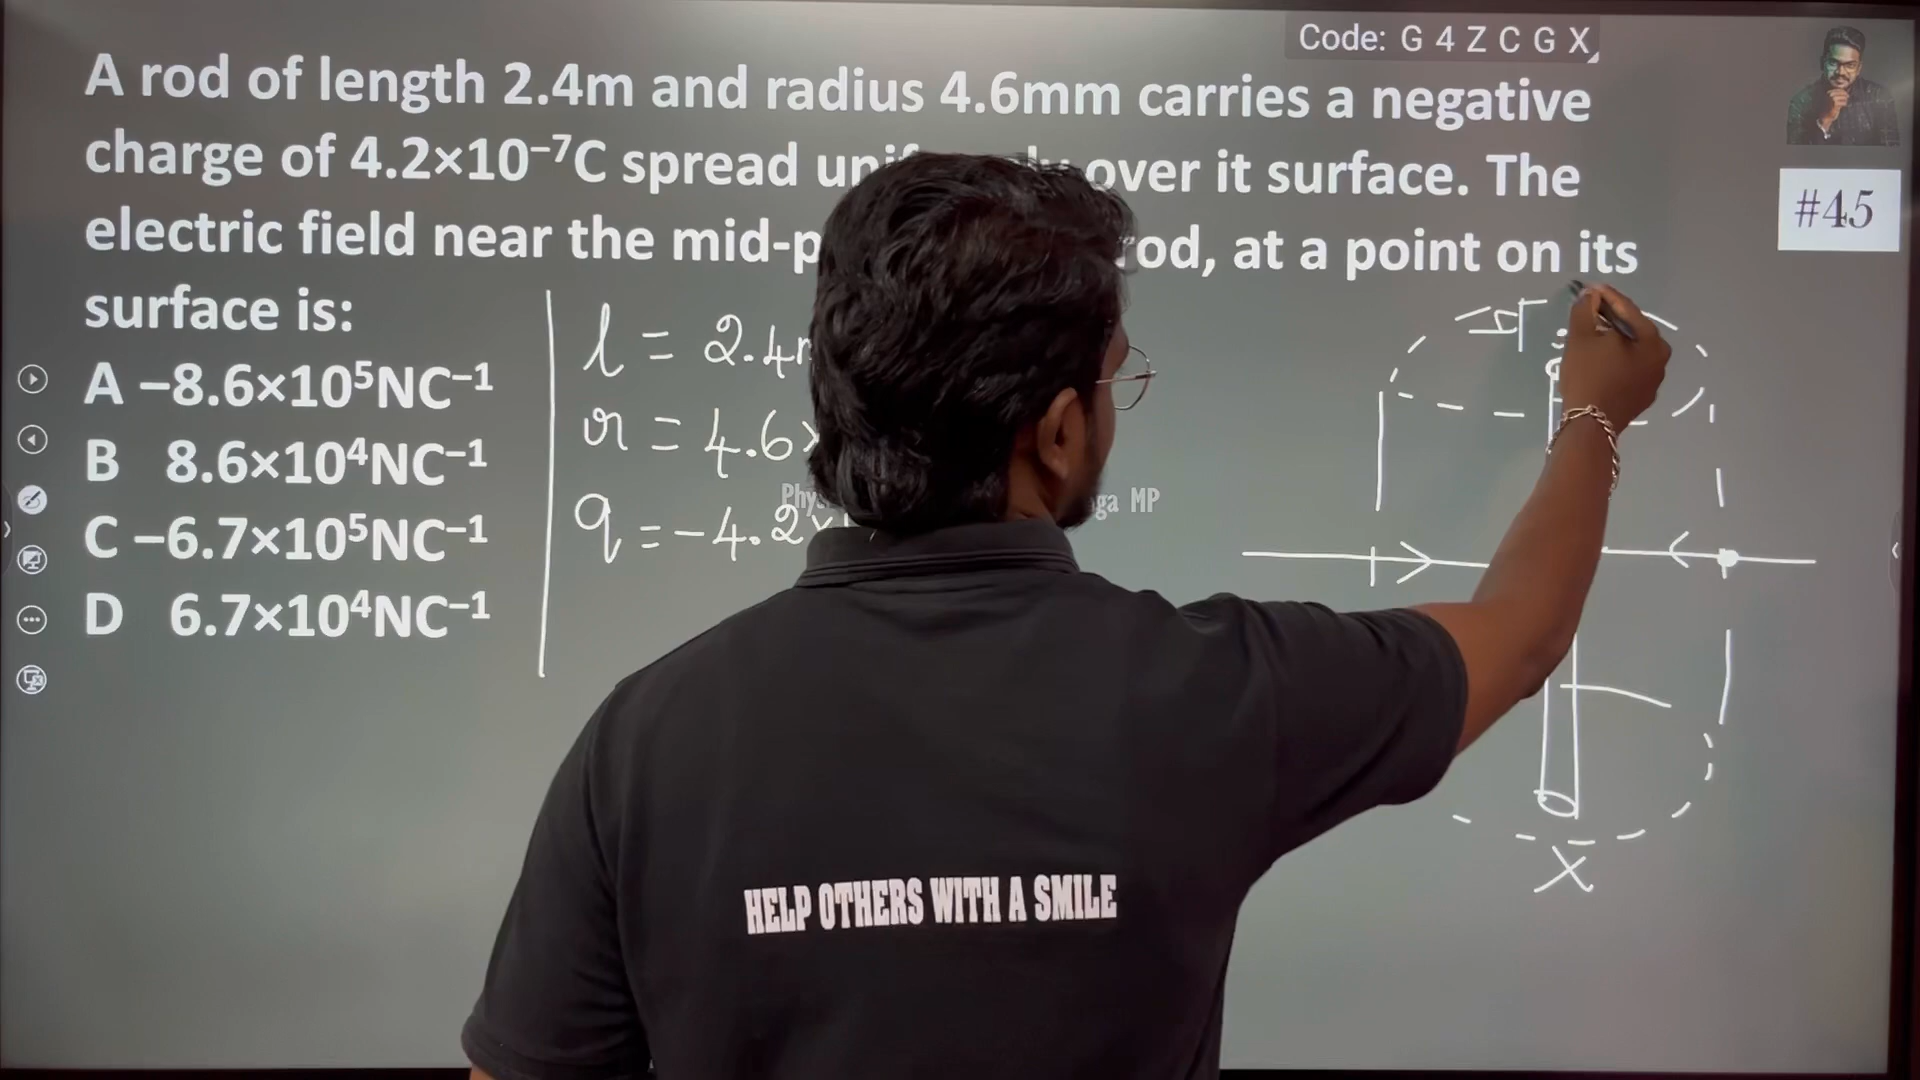 Code: G 4 Z C G X
A rod of length 2.4m and radius 4.6mm carries a negative
charge of 4.2×10⁻⁷C spread over it surface. The
#45
electric field near the rod, at a point on its
surface is:
A –8.6×10⁵NC⁻¹
B 8.6×10⁴NC⁻¹
C –6.7×10⁵NC⁻¹
D 6.7×10⁴NC⁻¹
l = 2.4
r = 4.6×
q = –4.2×
MP
HELP OTHERS WITH A SMILE